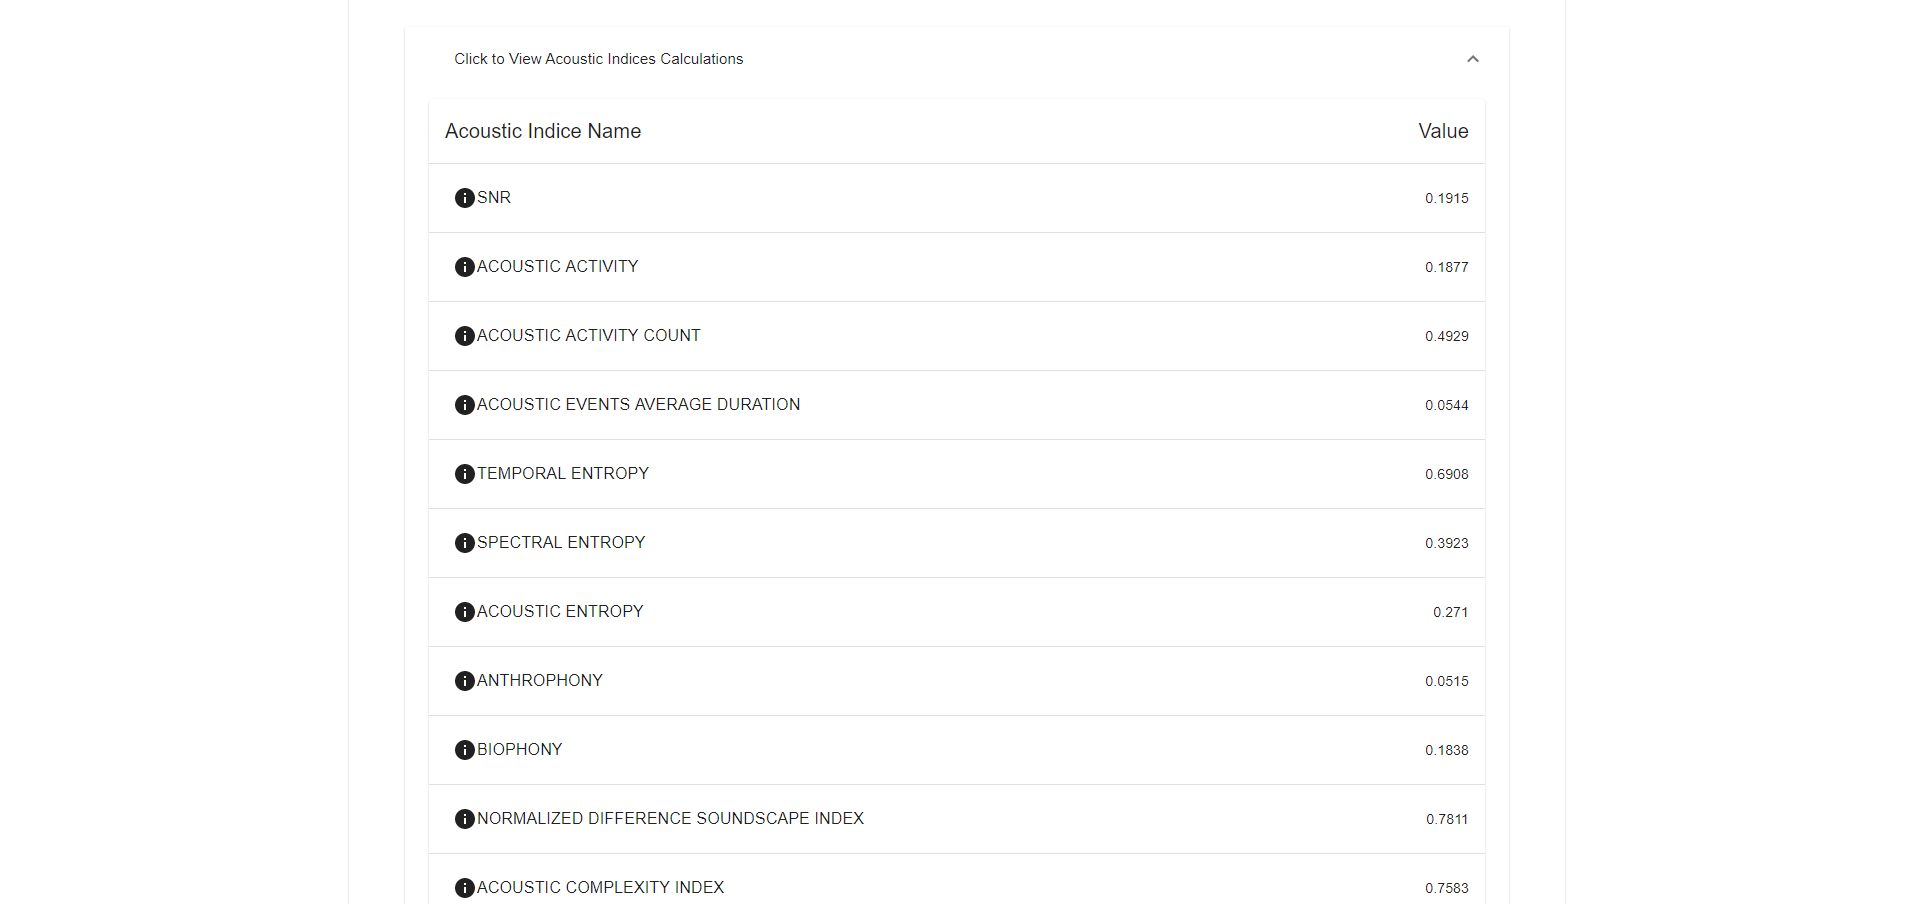 Click to View Acoustic Indices Calculations
Acoustic Indice Name Value
SNR 0.1915
ACOUSTIC ACTIVITY 0.1877
ACOUSTIC ACTIVITY COUNT 0.4929
ACOUSTIC EVENTS AVERAGE DURATION 0.0544
TEMPORAL ENTROPY 0.6908
SPECTRAL ENTROPY 0.3923
ACOUSTIC ENTROPY 0.271
ANTHROPHONY 0.0515
BIOPHONY 0.1838
NORMALIZED DIFFERENCE SOUNDSCAPE INDEX 0.7811
ACOUSTIC COMPLEXITY INDEX 0.7583